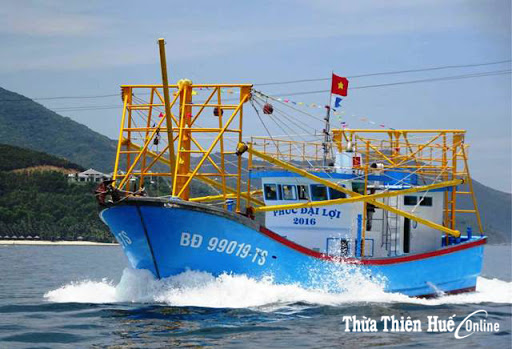 PHÚC ĐẠI LỢI
2016
BĐ 99019-TS
Thừa Thiên Huế Online